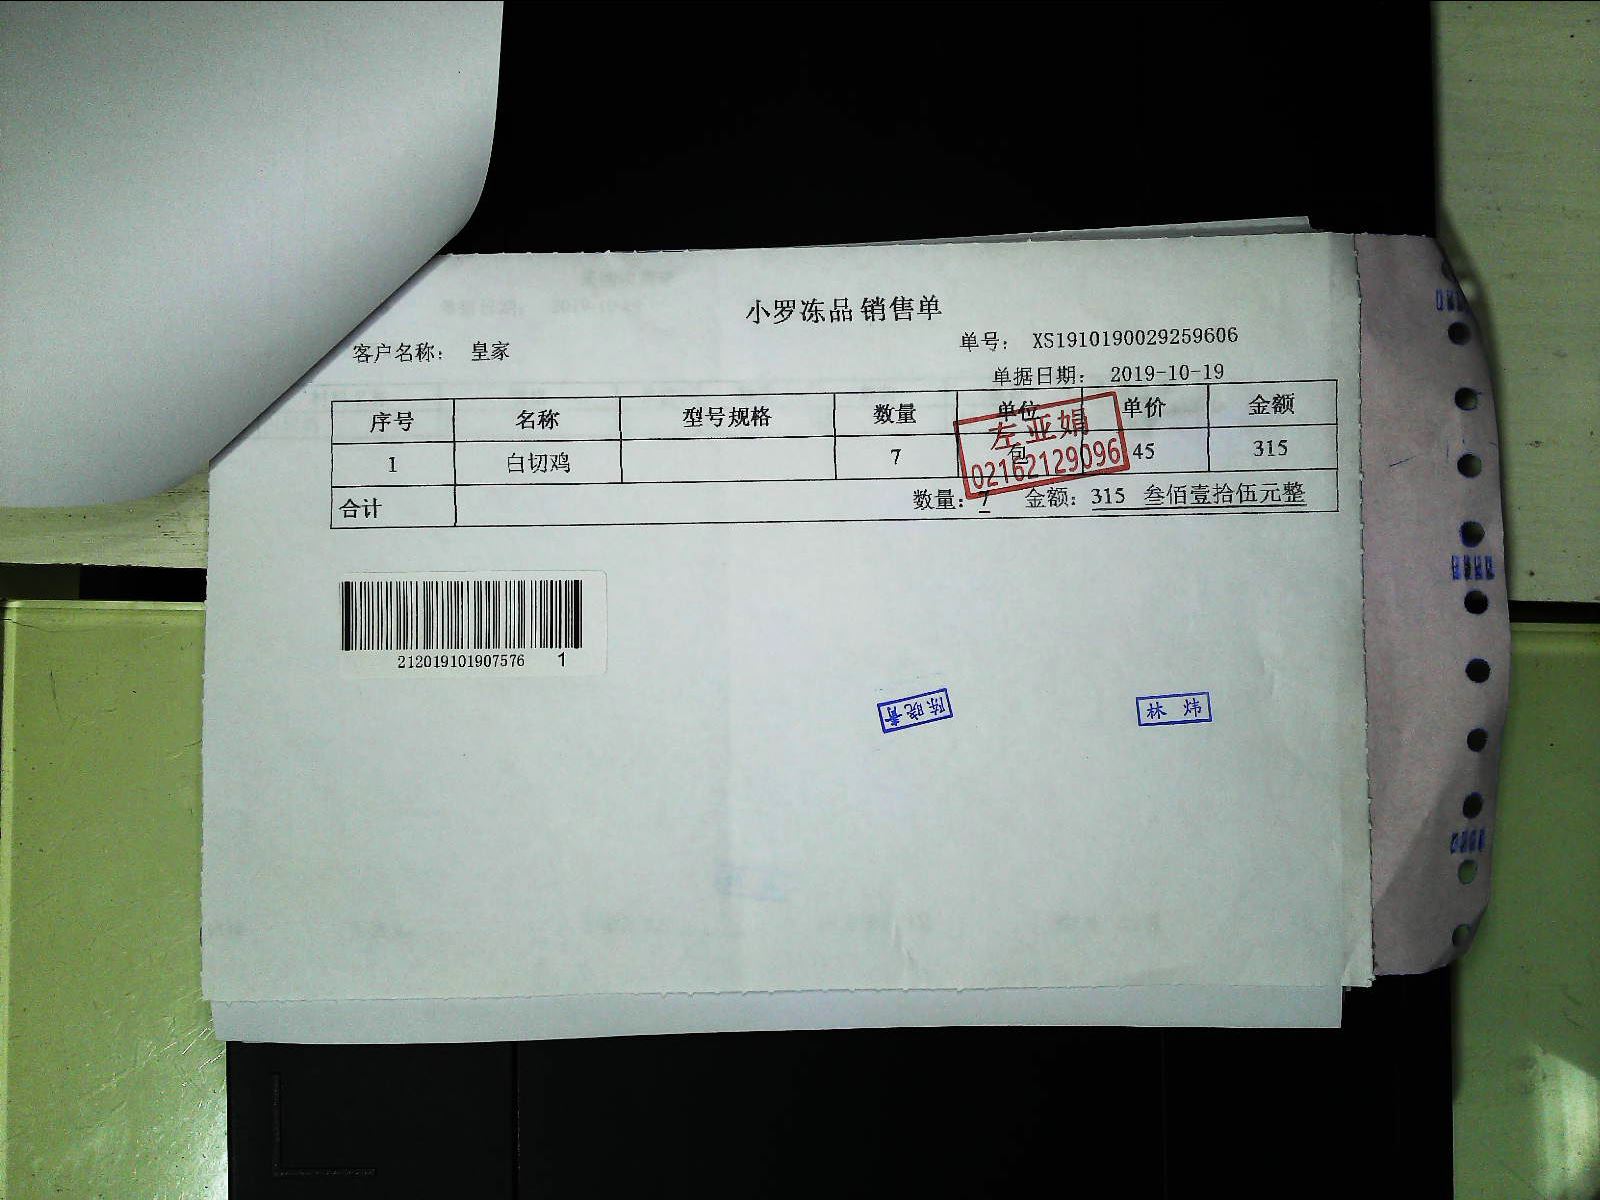 小罗冻品 销售单
客户名称： 皇家
单号： XS1910190029259606
单据日期： 2019-10-19
序号 名称 型号规格 数量 单位 单价 金额
1 白切鸡 7 包 45 315
合计 数量：7 金额：315 叁佰壹拾伍元整
左亚娟
02162129096
212019101907576 1
陈晓青
林 炜